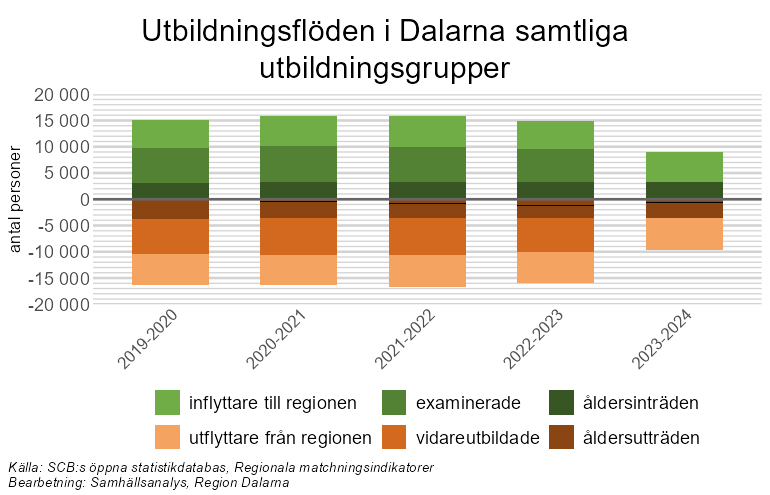 Utbildningsflöden i Dalarna samtliga
utbildningsgrupper
antal personer
20 000
15 000
10 000
5 000
0
-5 000
-10 000
-15 000
-20 000
2019-2020
2020-2021
2021-2022
2022-2023
2023-2024
inflyttare till regionen examinerade åldersinträden
utflyttare från regionen vidareutbildade åldersutträden
Källa: SCB:s öppna statistikdatabas, Regionala matchningsindikatorer
Bearbetning: Samhällsanalys, Region Dalarna